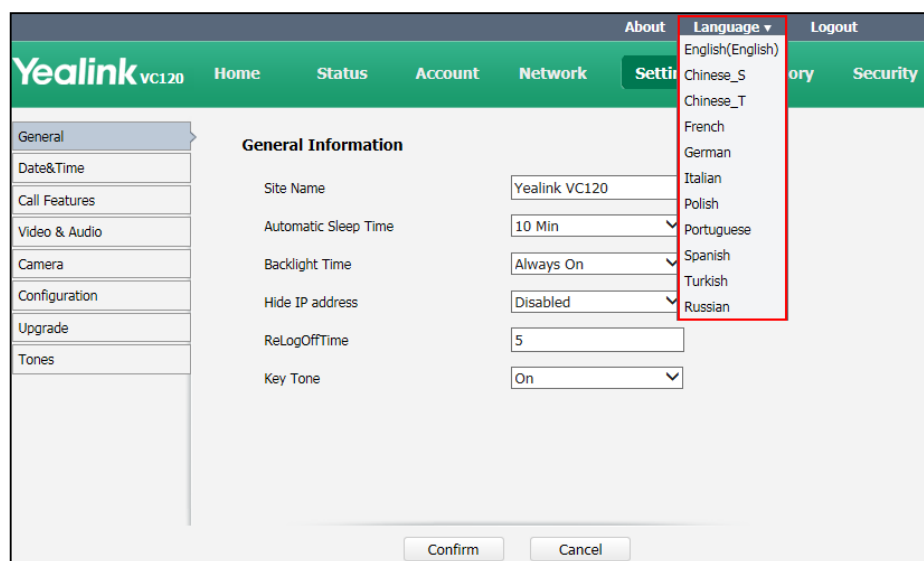 About Language ▾ Logout
Yealink VC120 Home Status Account Network Settin ory Security
English(English)
Chinese_S
Chinese_T
French
German
Italian
Polish
Portuguese
Spanish
Turkish
Russian
General
Date&Time
Call Features
Video & Audio
Camera
Configuration
Upgrade
Tones
General Information
Site Name Yealink VC120
Automatic Sleep Time 10 Min
Backlight Time Always On
Hide IP address Disabled
ReLogOffTime 5
Key Tone On
Confirm Cancel